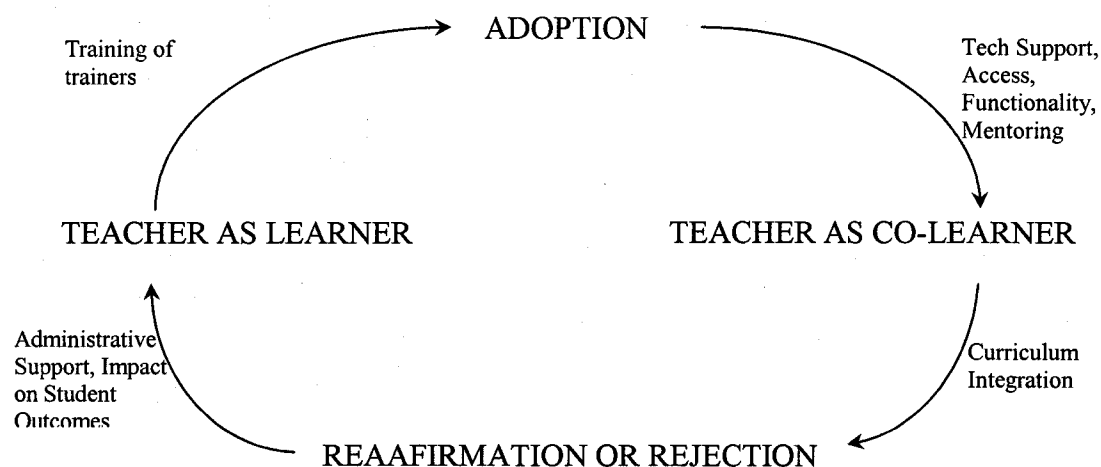 ADOPTION
Training of
trainers
Tech Support,
Access,
Functionality,
Mentoring
TEACHER AS LEARNER
TEACHER AS CO-LEARNER
Administrative
Support, Impact
on Student
Outcomes
Curriculum
Integration
REAAFIRMATION OR REJECTION